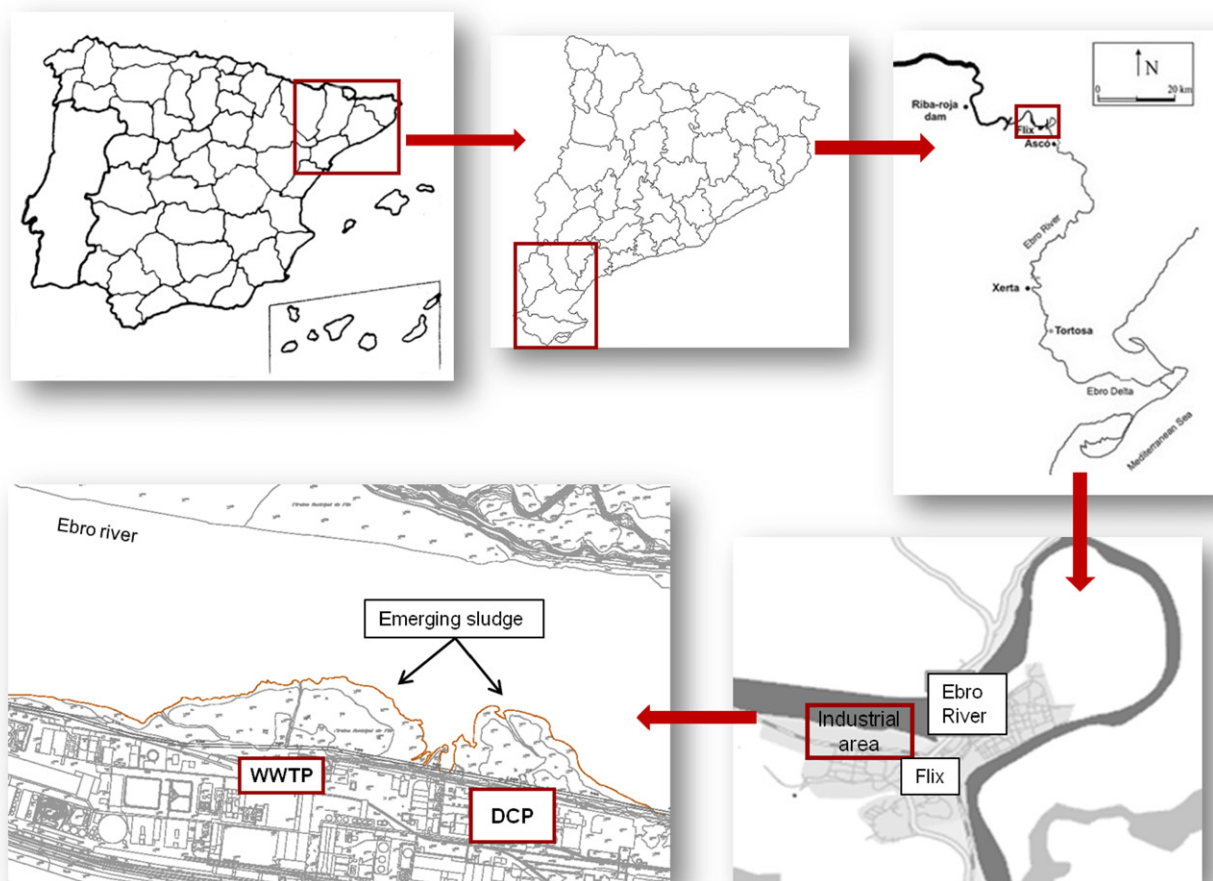 N
0 20 km
Riba-roja
dam
Flix
Ascó
Ebro River
Xerta
Tortosa
Ebro Delta
Mediterranean Sea
Ebro river
Emerging sludge
WWTP
DCP
Ebro
River
Industrial
area
Flix